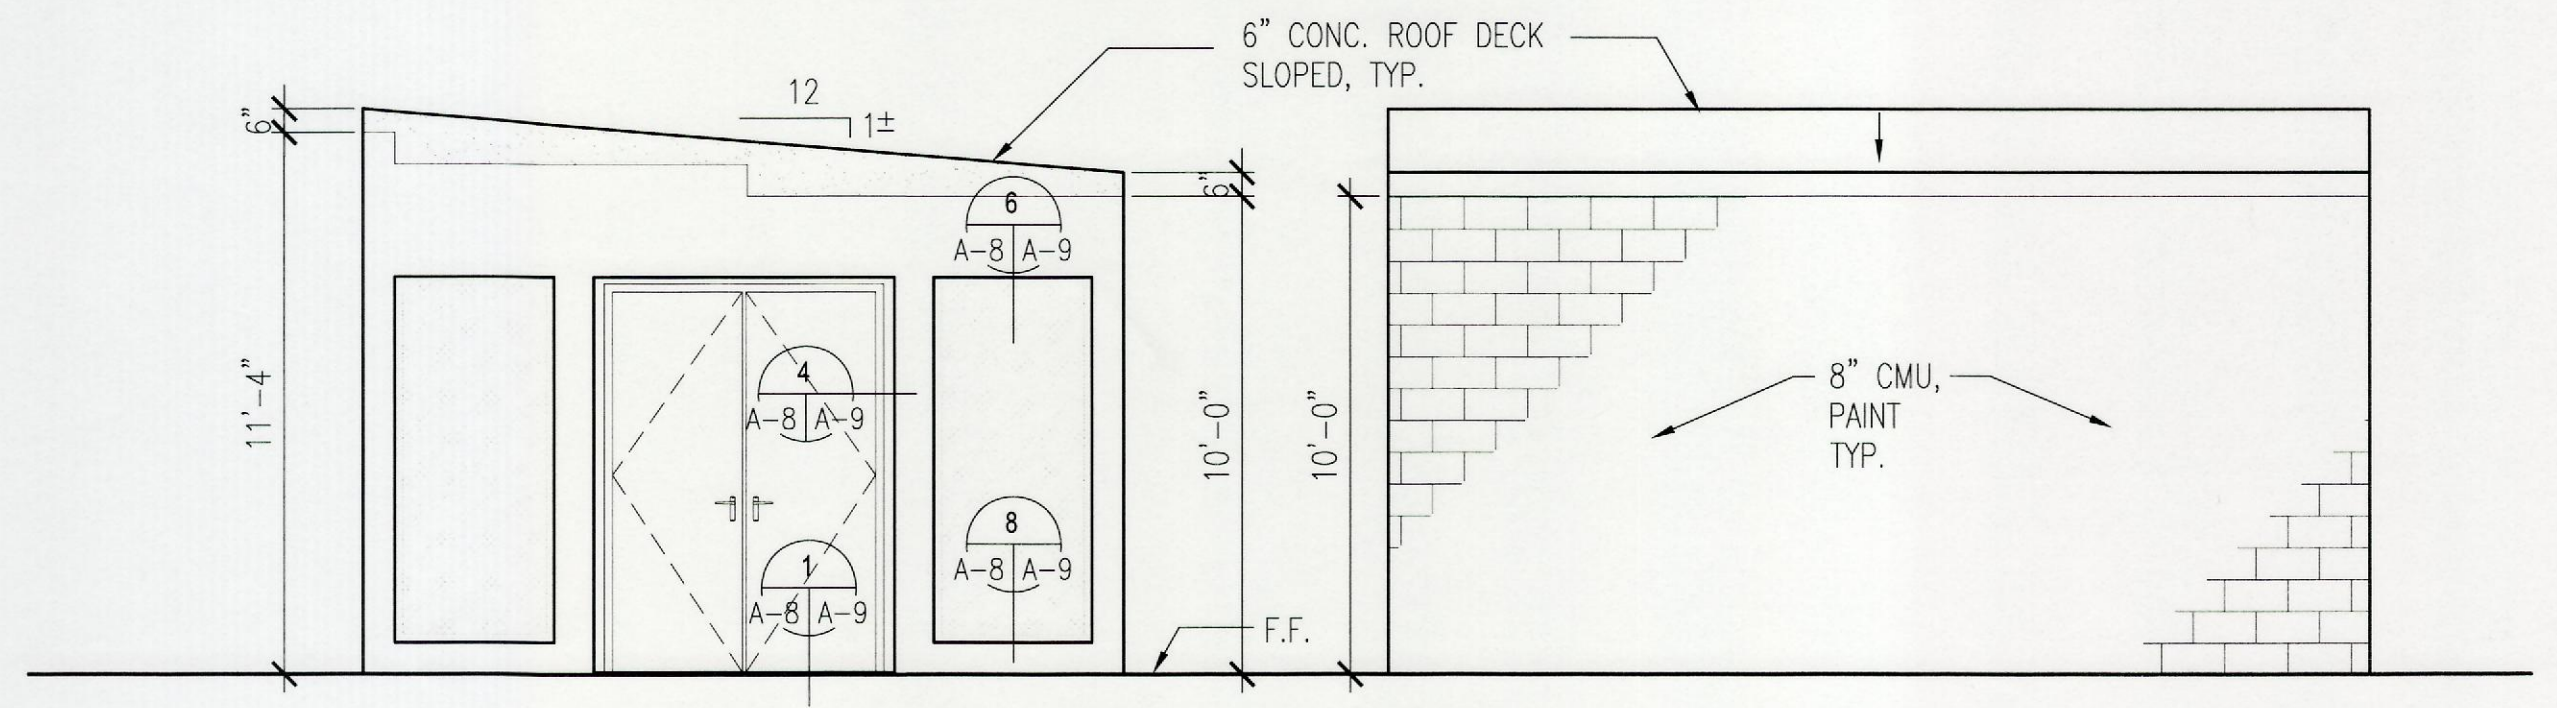 6” CONC. ROOF DECK
SLOPED, TYP.
12
1±
6”
6”
6
A-8 A-9
11'-4”
4
A-8 A-9
10'-0”
10'-0”
8” CMU,
PAINT
TYP.
8
A-8 A-9
1
A-8 A-9
F.F.